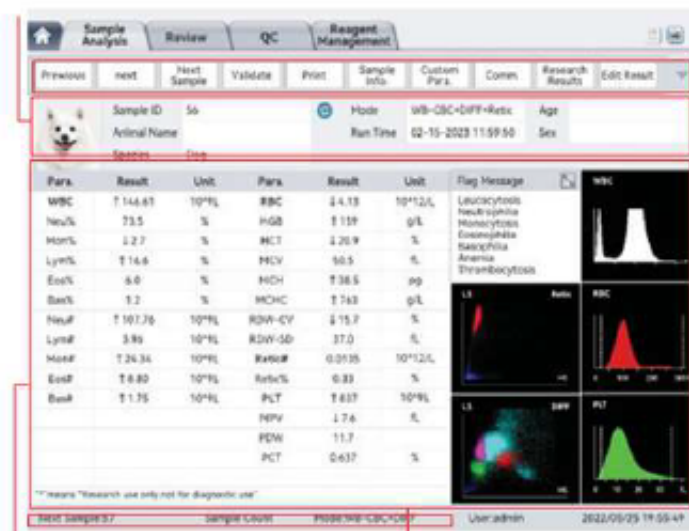 Sample Analysis Review QC Reagent Management
Previous next Next Sample Validate Print Sample Info. Custom Para. Comm. Research Results Edit Result
Sample ID 56 Mode WB-CBC+DIFF+Retic Age
Animal Name Run Time 02-15-2023 11:59:50 Sex
Species Dog
Para. Result Unit Para. Result Unit Flag Message WBC
WBC ↑146.61 10^9/L RBC ↓4.13 10^12/L Leucocytosis
Neu% 73.5 % HGB ↑159 g/L Neutrophilia
Mon% ↓2.7 % HCT ↓20.9 % Monocytosis
Lym% ↑16.6 % MCV 50.5 fL Eosinophilia
Eos% 6.0 % MCH ↑38.5 pg Basophilia
Bas% 1.2 % MCHC ↑763 g/L Anemia
Thrombocytosis
Neu# ↑107.76 10^9/L RDW-CV ↓15.7 % LS Retic RBC
Lym# 3.96 10^9/L RDW-SD 37.0 fL
Mon# ↑24.34 10^9/L Retic# 0.0135 10^12/L
Eos# ↑8.80 10^9/L Retic% 0.33 %
Bas# ↑1.75 10^9/L PLT ↑637 10^9/L
MPV ↓7.6 fL LS DIFF PLT
PDW 11.7
PCT 0.637 %
"*" means "Research use only not for diagnostic use"
Next Sample:57 Sample Count Mode:WB-CBC+DIFF User:admin 2022/05/25 19:55:49